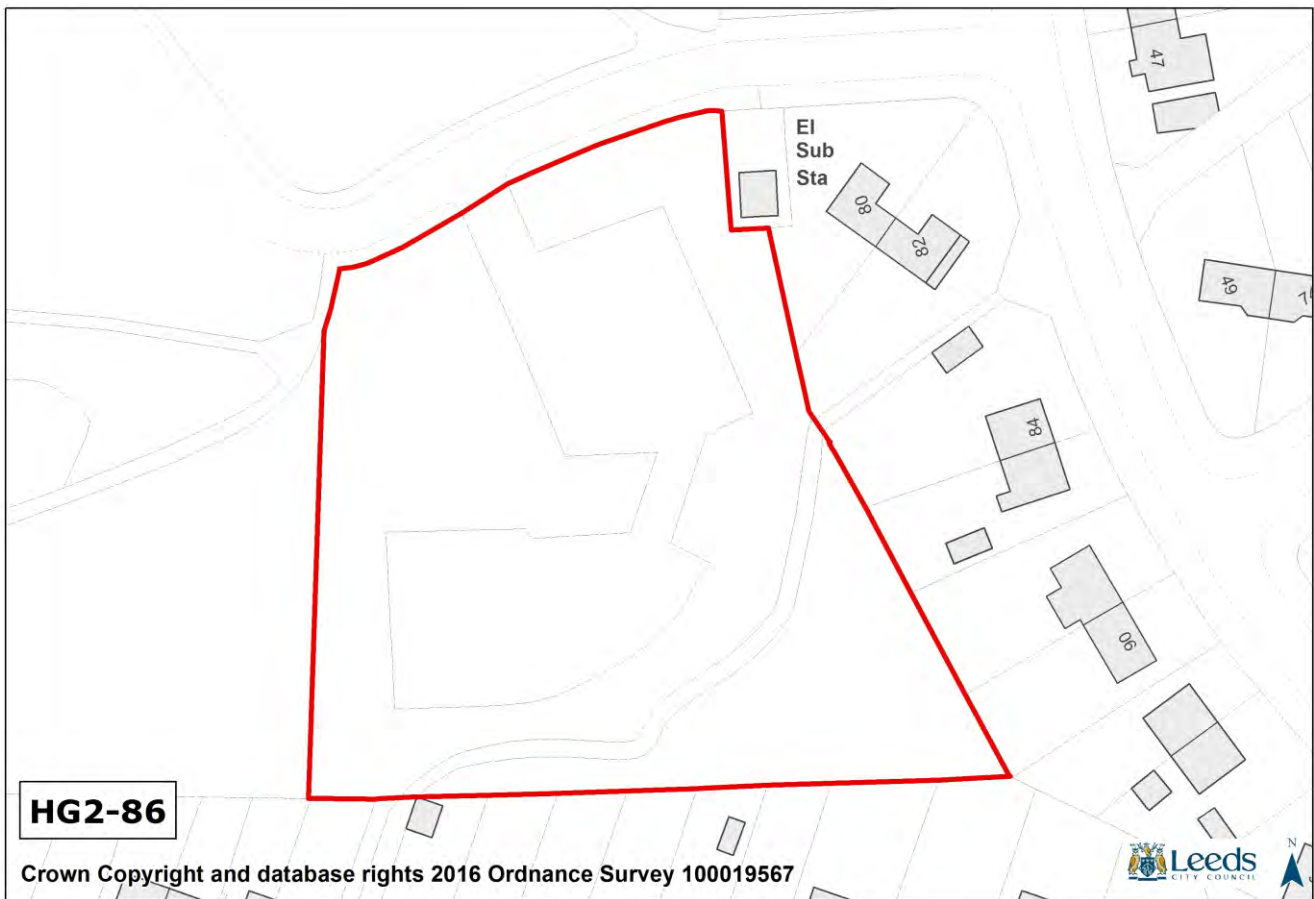 47
El
Sub
Sta
80
82
49
84
90
HG2-86
Crown Copyright and database rights 2016 Ordnance Survey 100019567
Leeds
CITY COUNCIL
N